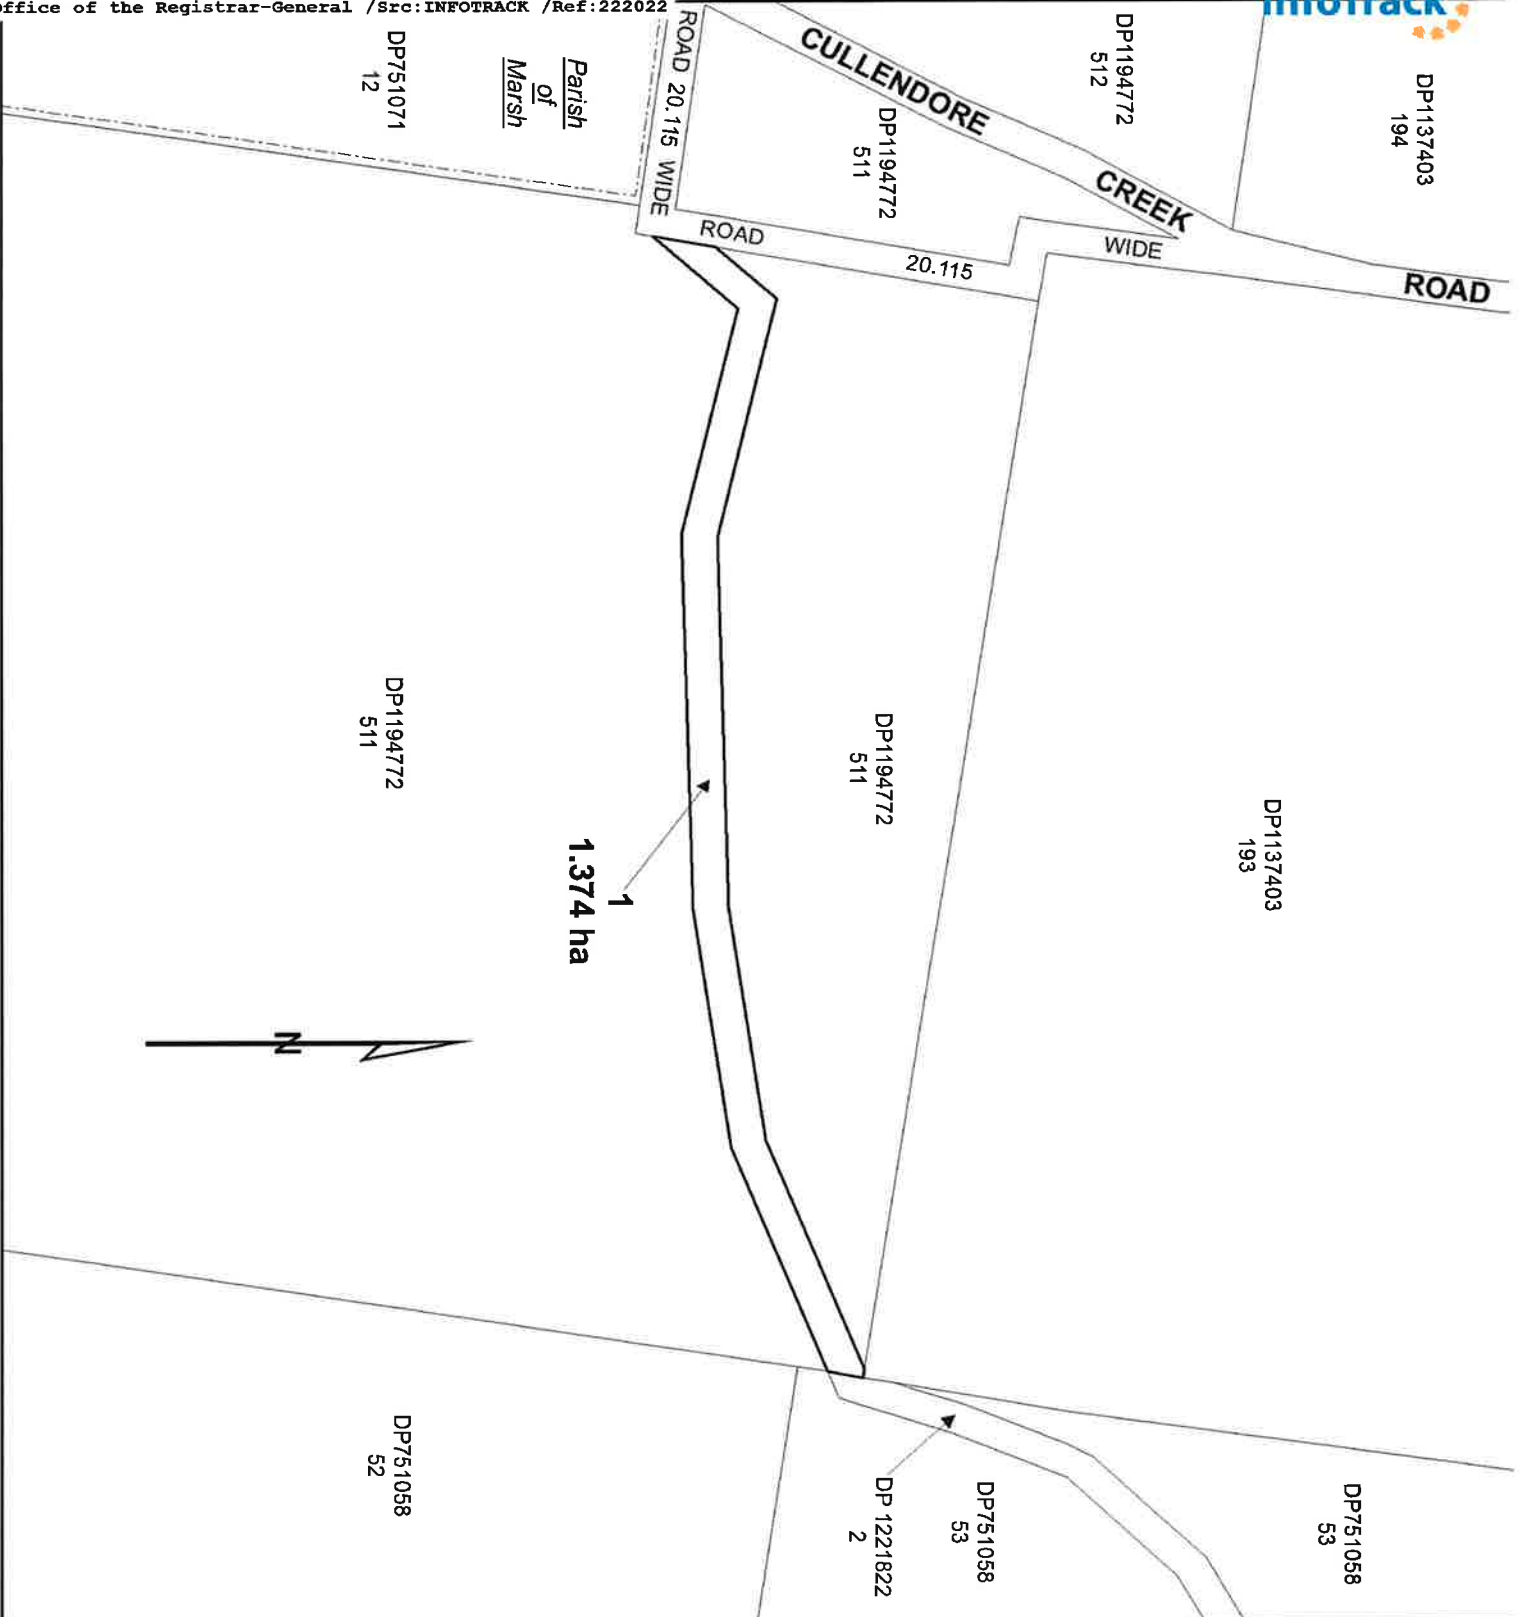 Office of the Registrar-General /Src:INFOTRACK /Ref:222022
InfoTrack
DP1137403
194
DP1194772
512
CULLENDORE
CREEK
ROAD
DP1194772
511
WIDE
20.115
ROAD
ROAD 20.115 WIDE
Parish
of
Marsh
DP751071
12
DP1137403
193
DP1194772
511
DP1194772
511
1
1.374 ha
N
DP751058
53
DP751058
53
DP 1221822
2
DP751058
52